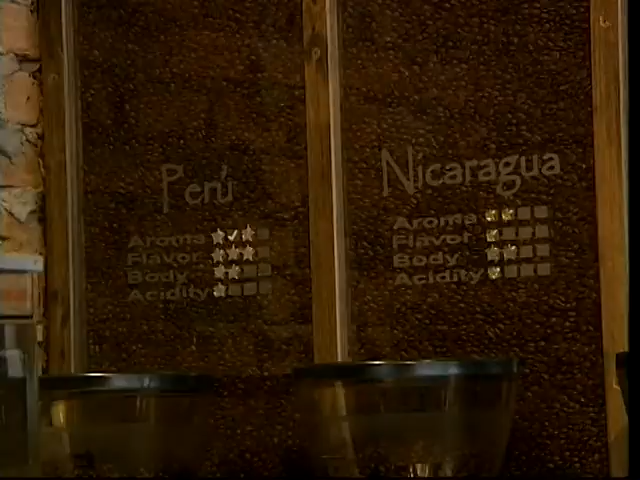 Perú
Aroma
Flavor
Body
Acidity
Nicaragua
Aroma
Flavor
Body
Acidity